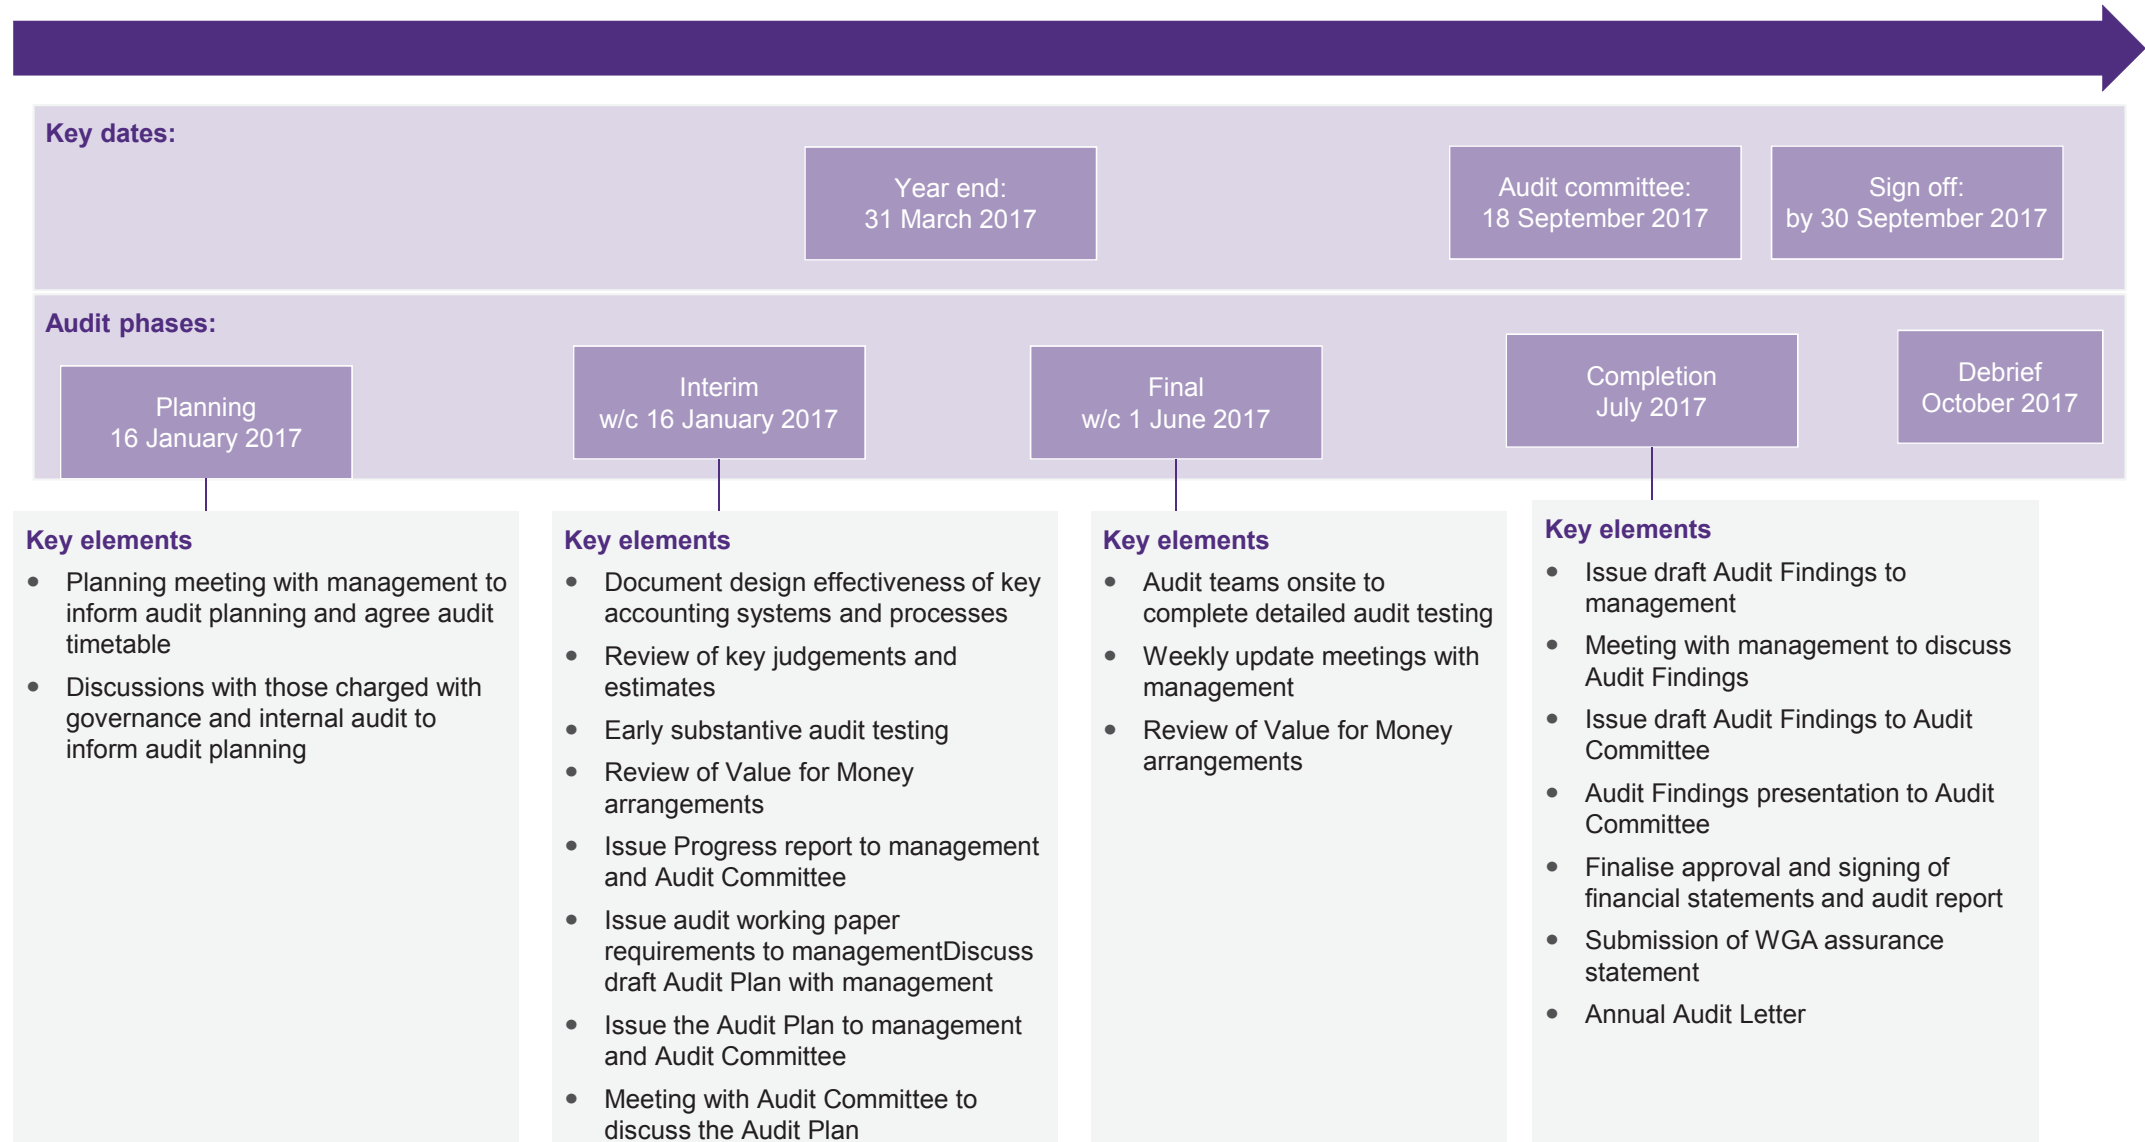 Key dates:
Year end:
31 March 2017
Audit committee:
18 September 2017
Sign off:
by 30 September 2017
Audit phases:
Planning
16 January 2017
Interim
w/c 16 January 2017
Final
w/c 1 June 2017
Completion
July 2017
Debrief
October 2017
Key elements
• Planning meeting with management to
inform audit planning and agree audit
timetable
• Discussions with those charged with
governance and internal audit to
inform audit planning
Key elements
• Document design effectiveness of key
accounting systems and processes
• Review of key judgements and
estimates
• Early substantive audit testing
• Review of Value for Money
arrangements
• Issue Progress report to management
and Audit Committee
• Issue audit working paper
requirements to managementDiscuss
draft Audit Plan with management
• Issue the Audit Plan to management
and Audit Committee
• Meeting with Audit Committee to
discuss the Audit Plan
Key elements
• Audit teams onsite to
complete detailed audit testing
• Weekly update meetings with
management
• Review of Value for Money
arrangements
Key elements
• Issue draft Audit Findings to
management
• Meeting with management to discuss
Audit Findings
• Issue draft Audit Findings to Audit
Committee
• Audit Findings presentation to Audit
Committee
• Finalise approval and signing of
financial statements and audit report
• Submission of WGA assurance
statement
• Annual Audit Letter